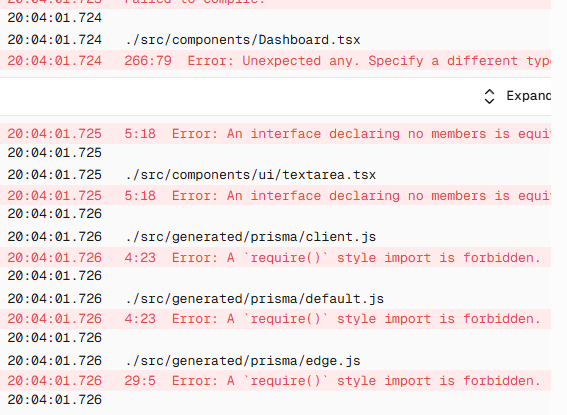 20:04:01.723 Failed to compile.
20:04:01.724
20:04:01.724 ./src/components/Dashboard.tsx
20:04:01.724 266:79 Error: Unexpected any. Specify a different typ
Expand
20:04:01.725 5:18 Error: An interface declaring no members is equi
20:04:01.725
20:04:01.725 ./src/components/ui/textarea.tsx
20:04:01.725 5:18 Error: An interface declaring no members is equi
20:04:01.726
20:04:01.726 ./src/generated/prisma/client.js
20:04:01.726 4:23 Error: A `require()` style import is forbidden.
20:04:01.726
20:04:01.726 ./src/generated/prisma/default.js
20:04:01.726 4:23 Error: A `require()` style import is forbidden.
20:04:01.726
20:04:01.726 ./src/generated/prisma/edge.js
20:04:01.726 29:5 Error: A `require()` style import is forbidden.
20:04:01.726